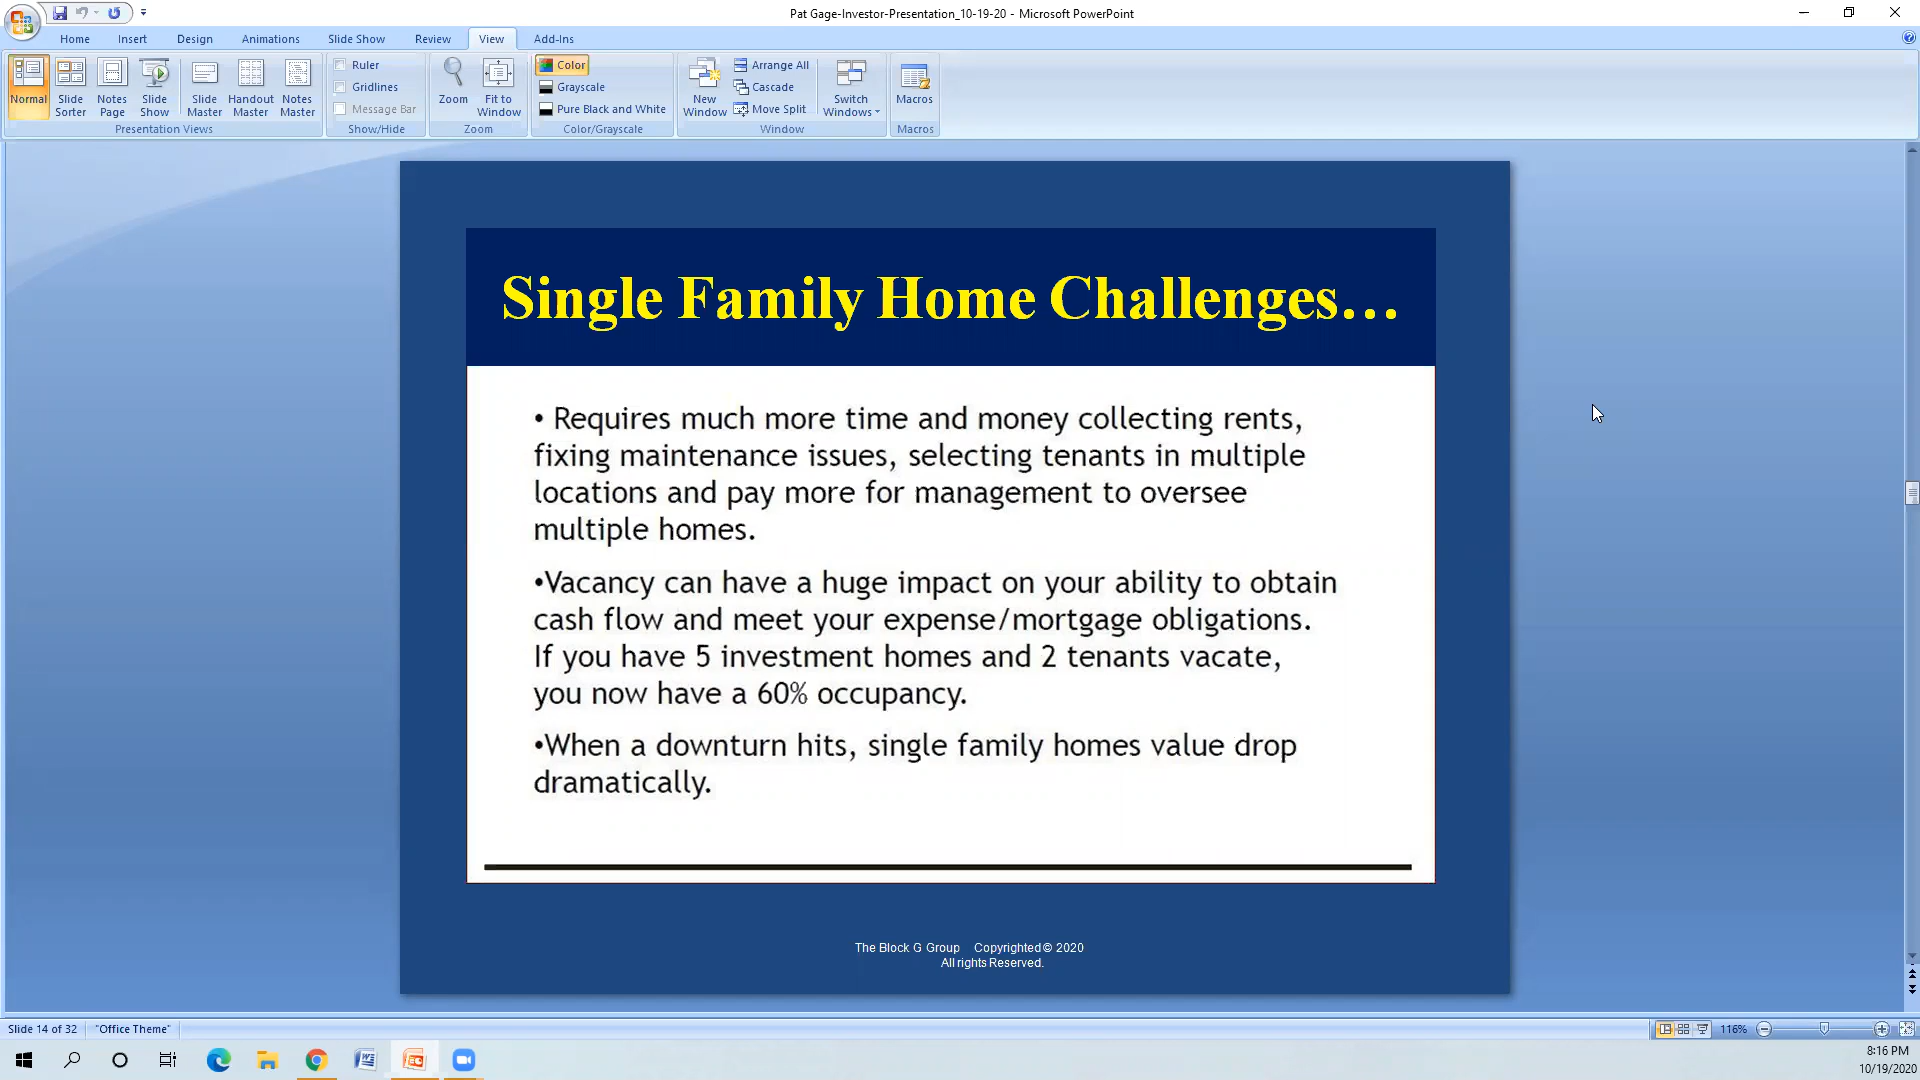 Pat Gage-Investor-Presentation_10-19-20 - Microsoft PowerPoint
Home Insert Design Animations Slide Show Review View Add-Ins
Normal
Slide Sorter
Notes Page
Slide Show
Slide Master
Handout Master
Notes Master
Presentation Views
Ruler
Gridlines
Message Bar
Show/Hide
Zoom
Fit to Window
Zoom
Color
Grayscale
Pure Black and White
Color/Grayscale
New Window
Arrange All
Cascade
Move Split
Switch Windows
Window
Macros
Macros
Single Family Home Challenges…
• Requires much more time and money collecting rents,
fixing maintenance issues, selecting tenants in multiple
locations and pay more for management to oversee
multiple homes.
•Vacancy can have a huge impact on your ability to obtain
cash flow and meet your expense/mortgage obligations.
If you have 5 investment homes and 2 tenants vacate,
you now have a 60% occupancy.
•When a downturn hits, single family homes value drop
dramatically.
The Block G Group Copyrighted © 2020
All rights Reserved.
Slide 14 of 32 "Office Theme" 116%
8:16 PM
10/19/2020